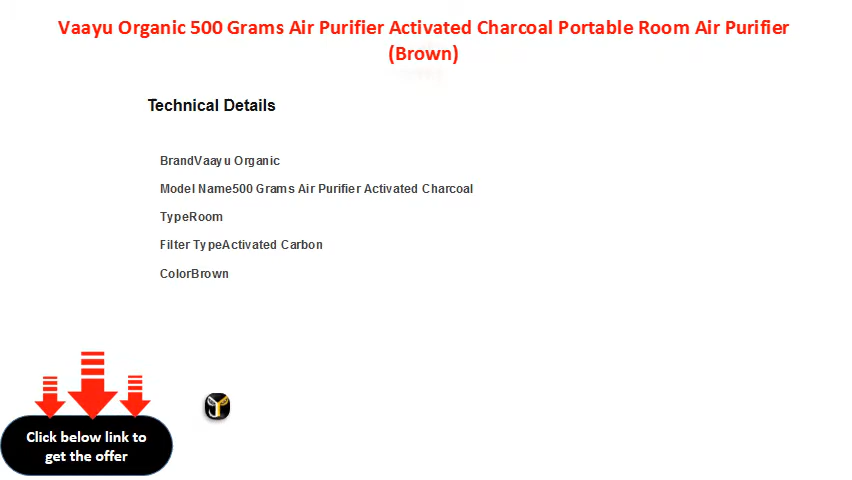 Vaayu Organic 500 Grams Air Purifier Activated Charcoal Portable Room Air Purifier
(Brown)
Technical Details
BrandVaayu Organic
Model Name500 Grams Air Purifier Activated Charcoal
TypeRoom
Filter TypeActivated Carbon
ColorBrown
Click below link to
get the offer